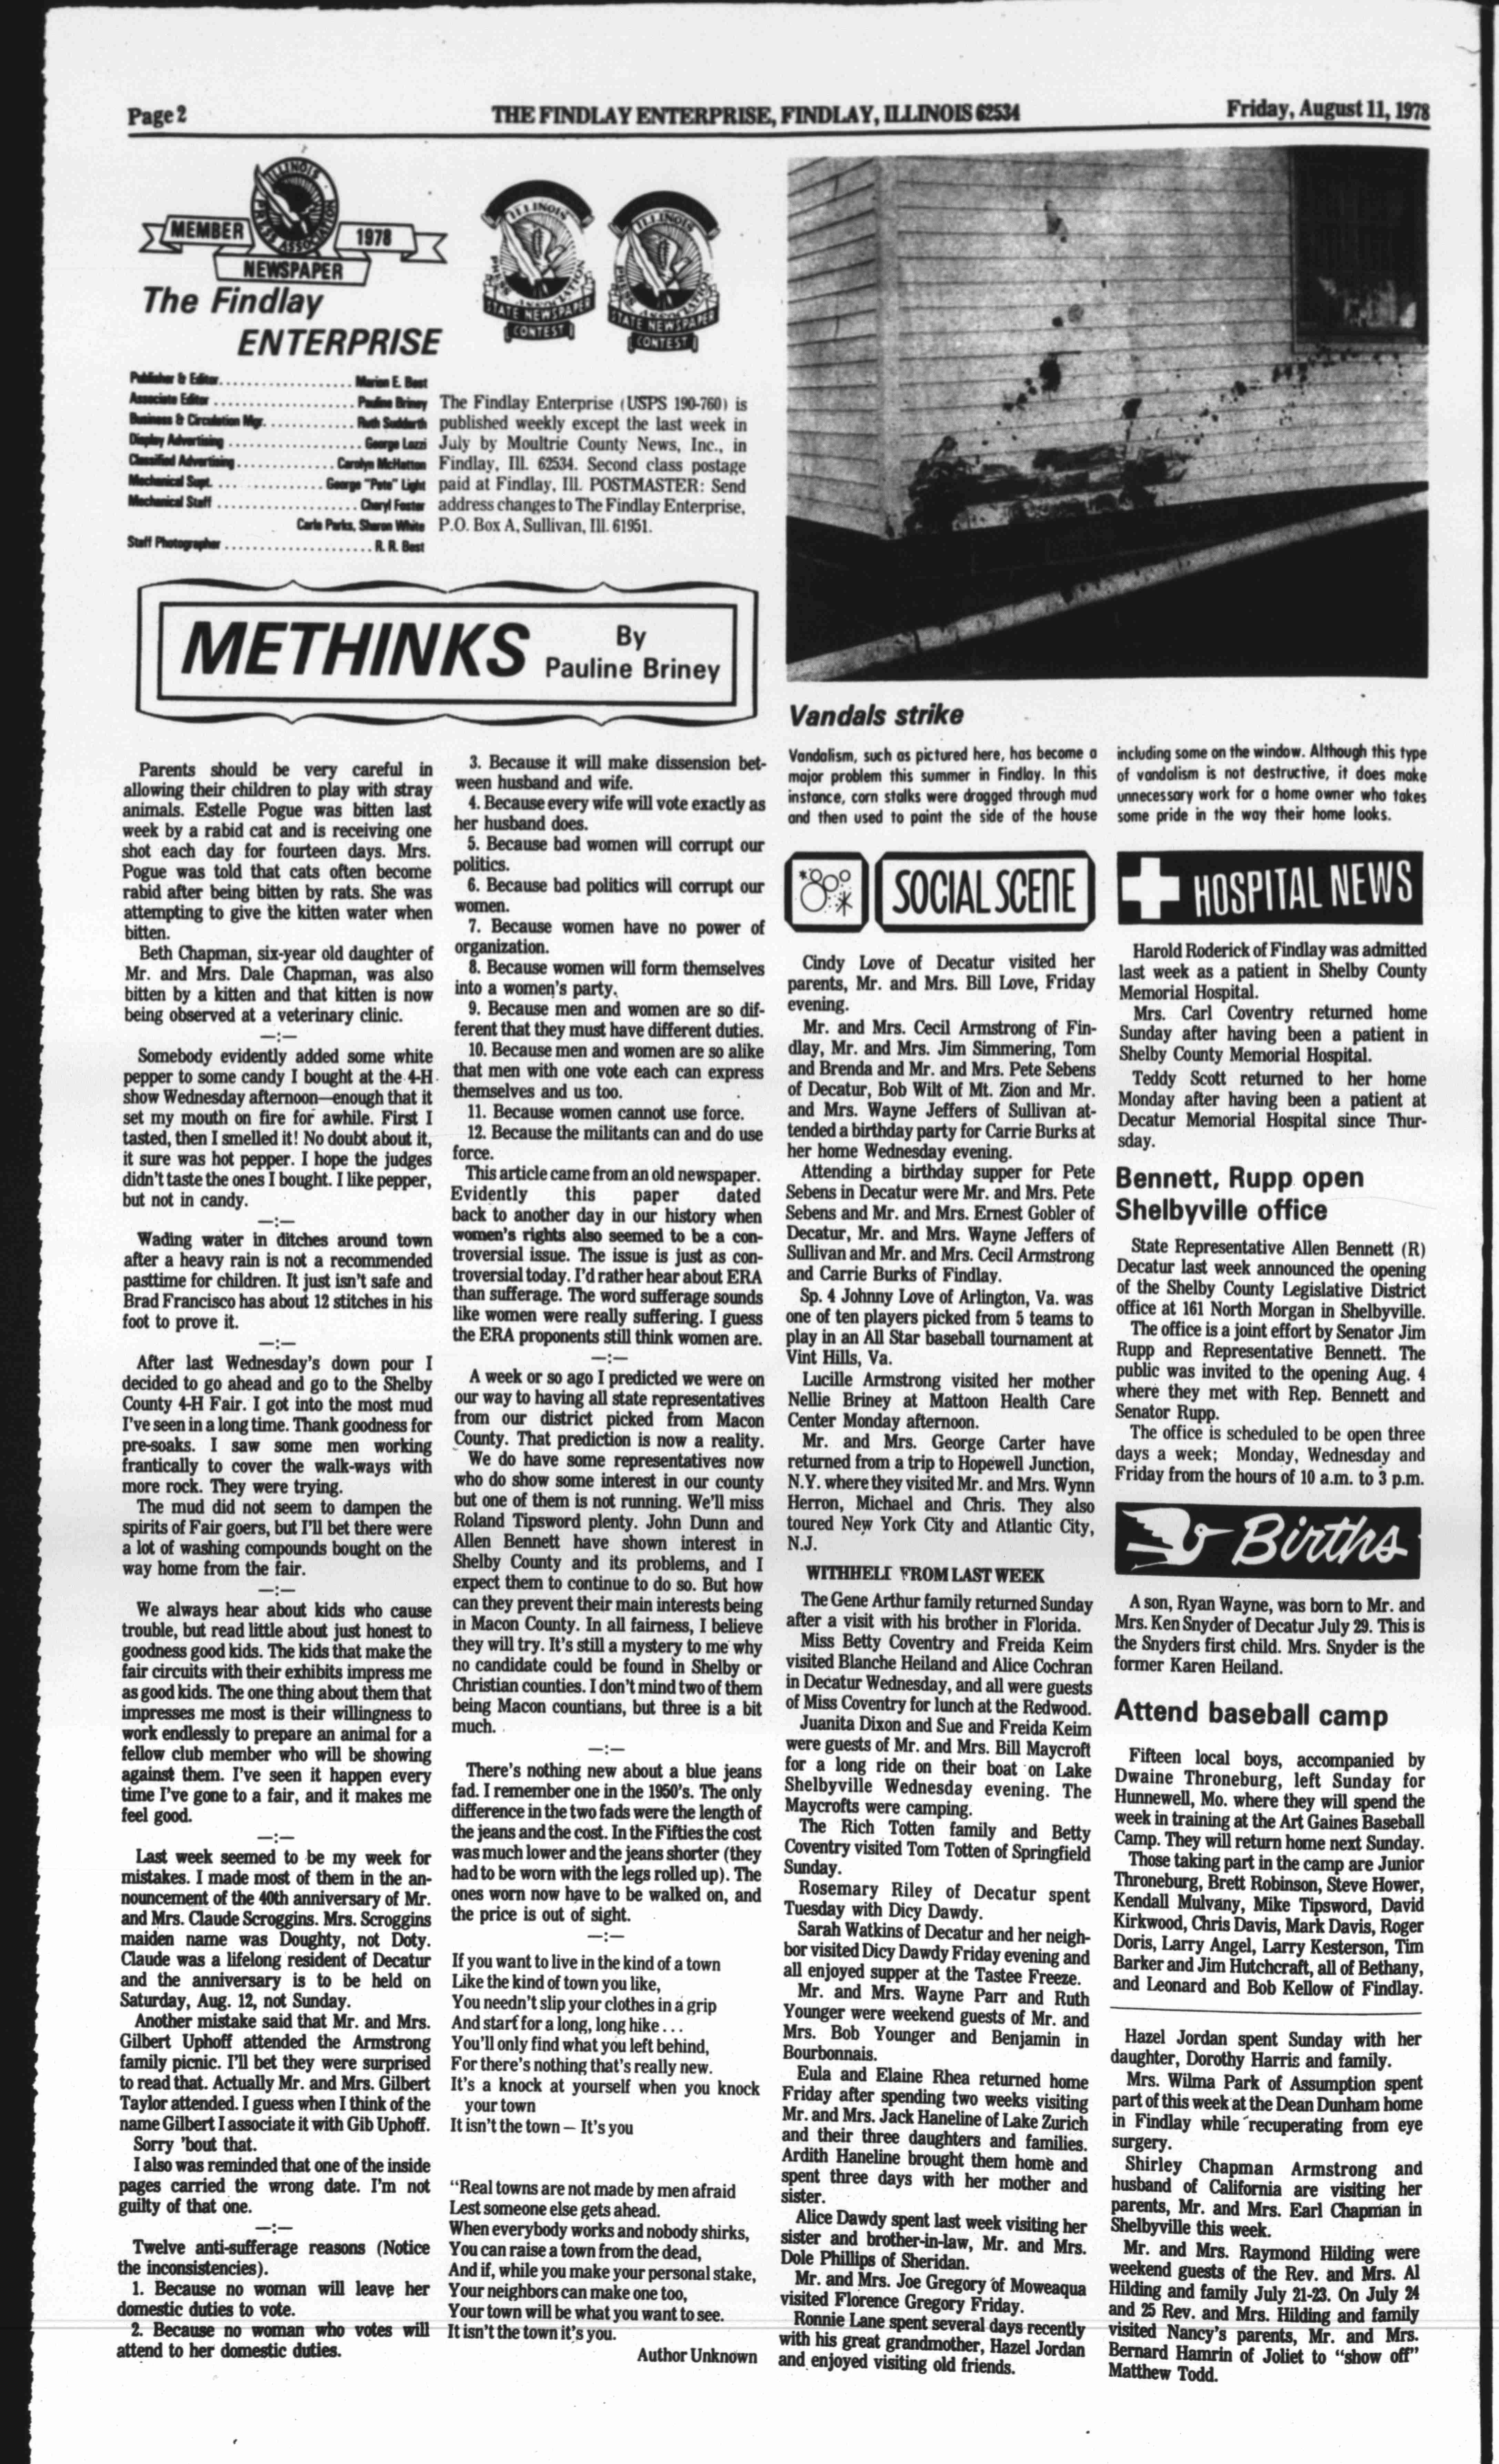 Page 2
THE FINDLAY ENTERPRISE, FINDLAY, ILLINOIS 62534
Friday, August 11, 1978
ILLINOIS
PRESS ASSOCIATION
MEMBER
1978
NEWSPAPER
The Findlay
ENTERPRISE
ILLINOIS
PRESS ASSOCIATION
STATE NEWSPAPER
CONTEST
ILLINOIS
PRESS ASSOCIATION
STATE NEWSPAPER
CONTEST
Publisher & Editor.................. Marion E. Best
Associate Editor ................... Pauline Briney
Business & Circulation Mgr. ............ Ruth Suddarth
Display Advertising .................. George Lozzi
Classified Advertising ............. Carolyn McHatton
Mechanical Supt. ............... George "Pete" Light
Mechanical Staff ................... Cheryl Foster
Carla Parks, Sharon White
Staff Photographer ..................... R. R. Best
The Findlay Enterprise (USPS 190-760) is
published weekly except the last week in
July by Moultrie County News, Inc., in
Findlay, Ill. 62534. Second class postage
paid at Findlay, Ill. POSTMASTER: Send
address changes to The Findlay Enterprise,
P.O. Box A, Sullivan, Ill. 61951.
METHINKS
By
Pauline Briney
Parents should be very careful in
allowing their children to play with stray
animals. Estelle Pogue was bitten last
week by a rabid cat and is receiving one
shot each day for fourteen days. Mrs.
Pogue was told that cats often become
rabid after being bitten by rats. She was
attempting to give the kitten water when
bitten.
Beth Chapman, six-year old daughter of
Mr. and Mrs. Dale Chapman, was also
bitten by a kitten and that kitten is now
being observed at a veterinary clinic.
—:—
Somebody evidently added some white
pepper to some candy I bought at the 4-H
show Wednesday afternoon—enough that it
set my mouth on fire for awhile. First I
tasted, then I smelled it! No doubt about it,
it sure was hot pepper. I hope the judges
didn't taste the ones I bought. I like pepper,
but not in candy.
—:—
Wading water in ditches around town
after a heavy rain is not a recommended
pasttime for children. It just isn't safe and
Brad Francisco has about 12 stitches in his
foot to prove it.
—:—
After last Wednesday's down pour I
decided to go ahead and go to the Shelby
County 4-H Fair. I got into the most mud
I've seen in a long time. Thank goodness for
pre-soaks. I saw some men working
frantically to cover the walk-ways with
more rock. They were trying.
The mud did not seem to dampen the
spirits of Fair goers, but I'll bet there were
a lot of washing compounds bought on the
way home from the fair.
—:—
We always hear about kids who cause
trouble, but read little about just honest to
goodness good kids. The kids that make the
fair circuits with their exhibits impress me
as good kids. The one thing about them that
impresses me most is their willingness to
work endlessly to prepare an animal for a
fellow club member who will be showing
against them. I've seen it happen every
time I've gone to a fair, and it makes me
feel good.
—:—
Last week seemed to be my week for
mistakes. I made most of them in the an-
nouncement of the 40th anniversary of Mr.
and Mrs. Claude Scroggins. Mrs. Scroggins
maiden name was Doughty, not Doty.
Claude was a lifelong resident of Decatur
and the anniversary is to be held on
Saturday, Aug. 12, not Sunday.
Another mistake said that Mr. and Mrs.
Gilbert Uphoff attended the Armstrong
family picnic. I'll bet they were surprised
to read that. Actually Mr. and Mrs. Gilbert
Taylor attended. I guess when I think of the
name Gilbert I associate it with Gib Uphoff.
Sorry 'bout that.
I also was reminded that one of the inside
pages carried the wrong date. I'm not
guilty of that one.
—:—
Twelve anti-sufferage reasons (Notice
the inconsistencies).
1. Because no woman will leave her
domestic duties to vote.
2. Because no woman who votes will
attend to her domestic duties.
3. Because it will make dissension bet-
ween husband and wife.
4. Because every wife will vote exactly as
her husband does.
5. Because bad women will corrupt our
politics.
6. Because bad politics will corrupt our
women.
7. Because women have no power of
organization.
8. Because women will form themselves
into a women's party.
9. Because men and women are so dif-
ferent that they must have different duties.
10. Because men and women are so alike
that men with one vote each can express
themselves and us too.
11. Because women cannot use force.
12. Because the militants can and do use
force.
This article came from an old newspaper.
Evidently this paper dated
back to another day in our history when
women's rights also seemed to be a con-
troversial issue. The issue is just as con-
troversial today. I'd rather hear about ERA
than sufferage. The word sufferage sounds
like women were really suffering. I guess
the ERA proponents still think women are.
—:—
A week or so ago I predicted we were on
our way to having all state representatives
from our district picked from Macon
County. That prediction is now a reality.
We do have some representatives now
who do show some interest in our county
but one of them is not running. We'll miss
Roland Tipsword plenty. John Dunn and
Allen Bennett have shown interest in
Shelby County and its problems, and I
expect them to continue to do so. But how
can they prevent their main interests being
in Macon County. In all fairness, I believe
they will try. It's still a mystery to me why
no candidate could be found in Shelby or
Christian counties. I don't mind two of them
being Macon countians, but three is a bit
much.
—:—
There's nothing new about a blue jeans
fad. I remember one in the 1950's. The only
difference in the two fads were the length of
the jeans and the cost. In the Fifties the cost
was much lower and the jeans shorter (they
had to be worn with the legs rolled up). The
ones worn now have to be walked on, and
the price is out of sight.
—:—
If you want to live in the kind of a town
Like the kind of town you like,
You needn't slip your clothes in a grip
And start for a long, long hike . . .
You'll only find what you left behind,
For there's nothing that's really new.
It's a knock at yourself when you knock
your town
It isn't the town — It's you
"Real towns are not made by men afraid
Lest someone else gets ahead.
When everybody works and nobody shirks,
You can raise a town from the dead,
And if, while you make your personal stake,
Your neighbors can make one too,
Your town will be what you want to see.
It isn't the town it's you.
Author Unknown
Vandals strike
Vandalism, such as pictured here, has become a
major problem this summer in Findlay. In this
instance, corn stalks were dragged through mud
and then used to paint the side of the house
including some on the window. Although this type
of vandalism is not destructive, it does make
unnecessary work for a home owner who takes
some pride in the way their home looks.
SOCIAL SCENE
Cindy Love of Decatur visited her
parents, Mr. and Mrs. Bill Love, Friday
evening.
Mr. and Mrs. Cecil Armstrong of Fin-
dlay, Mr. and Mrs. Jim Simmering, Tom
and Brenda and Mr. and Mrs. Pete Sebens
of Decatur, Bob Wilt of Mt. Zion and Mr.
and Mrs. Wayne Jeffers of Sullivan at-
tended a birthday party for Carrie Burks at
her home Wednesday evening.
Attending a birthday supper for Pete
Sebens in Decatur were Mr. and Mrs. Pete
Sebens and Mr. and Mrs. Ernest Gobler of
Decatur, Mr. and Mrs. Wayne Jeffers of
Sullivan and Mr. and Mrs. Cecil Armstrong
and Carrie Burks of Findlay.
Sp. 4 Johnny Love of Arlington, Va. was
one of ten players picked from 5 teams to
play in an All Star baseball tournament at
Vint Hills, Va.
Lucille Armstrong visited her mother
Nellie Briney at Mattoon Health Care
Center Monday afternoon.
Mr. and Mrs. George Carter have
returned from a trip to Hopewell Junction,
N.Y. where they visited Mr. and Mrs. Wynn
Herron, Michael and Chris. They also
toured New York City and Atlantic City,
N.J.
WITHHELD FROM LAST WEEK
The Gene Arthur family returned Sunday
after a visit with his brother in Florida.
Miss Betty Coventry and Freida Keim
visited Blanche Heiland and Alice Cochran
in Decatur Wednesday, and all were guests
of Miss Coventry for lunch at the Redwood.
Juanita Dixon and Sue and Freida Keim
were guests of Mr. and Mrs. Bill Maycroft
for a long ride on their boat on Lake
Shelbyville Wednesday evening. The
Maycrofts were camping.
The Rich Totten family and Betty
Coventry visited Tom Totten of Springfield
Sunday.
Rosemary Riley of Decatur spent
Tuesday with Dicy Dawdy.
Sarah Watkins of Decatur and her neigh-
bor visited Dicy Dawdy Friday evening and
all enjoyed supper at the Tastee Freeze.
Mr. and Mrs. Wayne Parr and Ruth
Younger were weekend guests of Mr. and
Mrs. Bob Younger and Benjamin in
Bourbonnais.
Eula and Elaine Rhea returned home
Friday after spending two weeks visiting
Mr. and Mrs. Jack Haneline of Lake Zurich
and their three daughters and families.
Ardith Haneline brought them home and
spent three days with her mother and
sister.
Alice Dawdy spent last week visiting her
sister and brother-in-law, Mr. and Mrs.
Dole Phillips of Sheridan.
Mr. and Mrs. Joe Gregory of Moweaqua
visited Florence Gregory Friday.
Ronnie Lane spent several days recently
with his great grandmother, Hazel Jordan
and enjoyed visiting old friends.
HOSPITAL NEWS
Harold Roderick of Findlay was admitted
last week as a patient in Shelby County
Memorial Hospital.
Mrs. Carl Coventry returned home
Sunday after having been a patient in
Shelby County Memorial Hospital.
Teddy Scott returned to her home
Monday after having been a patient at
Decatur Memorial Hospital since Thur-
sday.
Bennett, Rupp open
Shelbyville office
State Representative Allen Bennett (R)
Decatur last week announced the opening
of the Shelby County Legislative District
office at 161 North Morgan in Shelbyville.
The office is a joint effort by Senator Jim
Rupp and Representative Bennett. The
public was invited to the opening Aug. 4
where they met with Rep. Bennett and
Senator Rupp.
The office is scheduled to be open three
days a week; Monday, Wednesday and
Friday from the hours of 10 a.m. to 3 p.m.
Births
A son, Ryan Wayne, was born to Mr. and
Mrs. Ken Snyder of Decatur July 29. This is
the Snyders first child. Mrs. Snyder is the
former Karen Heiland.
Attend baseball camp
Fifteen local boys, accompanied by
Dwaine Throneburg, left Sunday for
Hunnewell, Mo. where they will spend the
week in training at the Art Gaines Baseball
Camp. They will return home next Sunday.
Those taking part in the camp are Junior
Throneburg, Brett Robinson, Steve Hower,
Kendall Mulvany, Mike Tipsword, David
Kirkwood, Chris Davis, Mark Davis, Roger
Doris, Larry Angel, Larry Kesterson, Tim
Barker and Jim Hutchcraft, all of Bethany,
and Leonard and Bob Kellow of Findlay.
Hazel Jordan spent Sunday with her
daughter, Dorothy Harris and family.
Mrs. Wilma Park of Assumption spent
part of this week at the Dean Dunham home
in Findlay while recuperating from eye
surgery.
Shirley Chapman Armstrong and
husband of California are visiting her
parents, Mr. and Mrs. Earl Chapman in
Shelbyville this week.
Mr. and Mrs. Raymond Hilding were
weekend guests of the Rev. and Mrs. Al
Hilding and family July 21-23. On July 24
and 25 Rev. and Mrs. Hilding and family
visited Nancy's parents, Mr. and Mrs.
Bernard Hamrin of Joliet to "show off"
Matthew Todd.